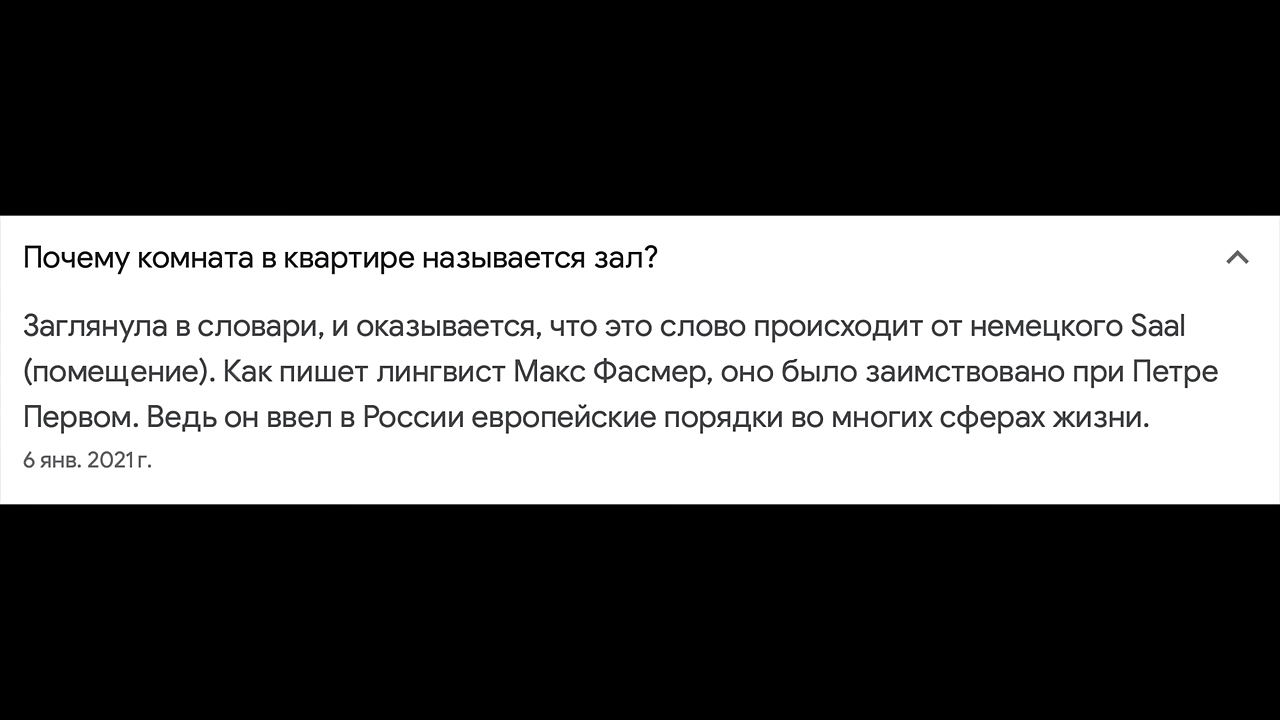 Почему комната в квартире называется зал?
Заглянула в словари, и оказывается, что это слово происходит от немецкого Saal
(помещение). Как пишет лингвист Макс Фасмер, оно было заимствовано при Петре
Первом. Ведь он ввел в России европейские порядки во многих сферах жизни.
6 янв. 2021 г.